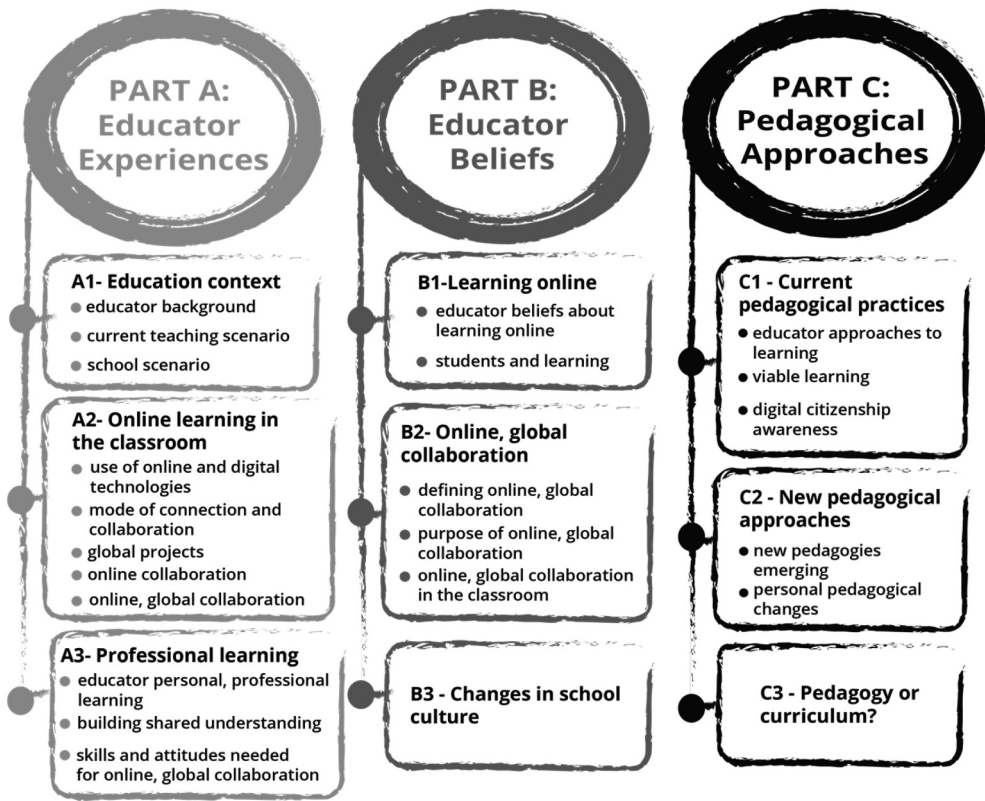 PART A:
Educator
Experiences
A1- Education context
educator background
current teaching scenario
school scenario
A2- Online learning in
the classroom
use of online and digital
technologies
mode of connection and
collaboration
global projects
online collaboration
online, global collaboration
A3- Professional learning
educator personal, professional
learning
building shared understanding
skills and attitudes needed
for online, global collaboration
PART B:
Educator
Beliefs
B1-Learning online
educator beliefs about
learning online
students and learning
B2- Online, global
collaboration
defining online, global
collaboration
purpose of online, global
collaboration
online, global collaboration
in the classroom
B3 - Changes in school
culture
PART C:
Pedagogical
Approaches
C1 - Current
pedagogical practices
educator approaches to
learning
viable learning
digital citizenship
awareness
C2 - New pedagogical
approaches
new pedagogies
emerging
personal pedagogical
changes
C3 - Pedagogy or
curriculum?